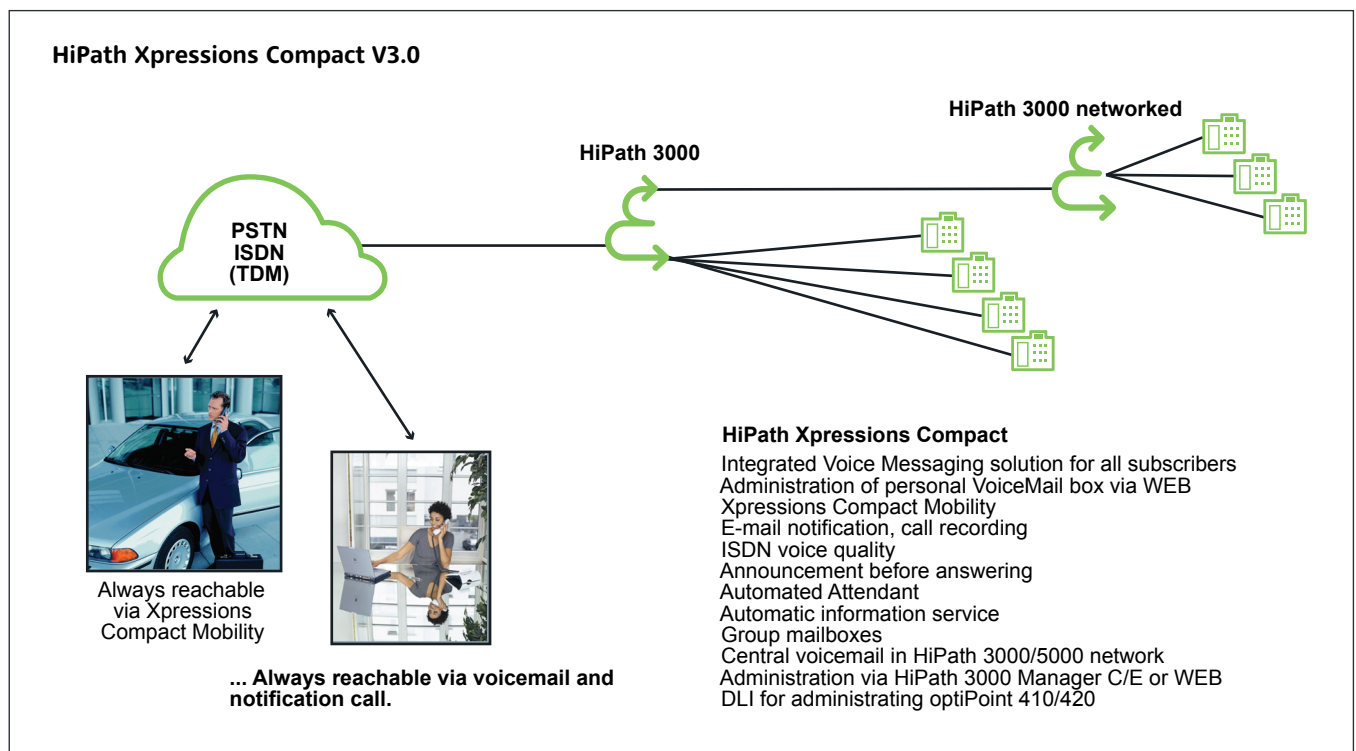 HiPath Xpressions Compact V3.0
HiPath 3000 networked
HiPath 3000
PSTN
ISDN
(TDM)
Always reachable
via Xpressions
Compact Mobility
... Always reachable via voicemail and
notification call.
HiPath Xpressions Compact
Integrated Voice Messaging solution for all subscribers
Administration of personal VoiceMail box via WEB
Xpressions Compact Mobility
E-mail notification, call recording
ISDN voice quality
Announcement before answering
Automated Attendant
Automatic information service
Group mailboxes
Central voicemail in HiPath 3000/5000 network
Administration via HiPath 3000 Manager C/E or WEB
DLI for administrating optiPoint 410/420